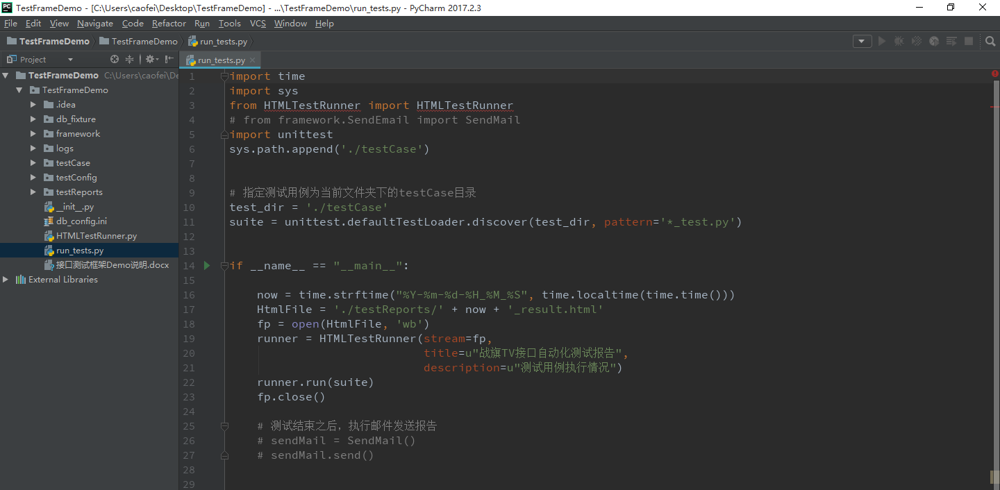 TestFrameDemo - [C:\Users\caofei\Desktop\TestFrameDemo] - ...\TestFrameDemo\run_tests.py - PyCharm 2017.2.3
File Edit View Navigate Code Refactor Run Tools VCS Window Help
TestFrameDemo TestFrameDemo run_tests.py
Project
run_tests.py
TestFrameDemo C:\Users\caofei\De
TestFrameDemo
.idea
db_fixture
framework
logs
testCase
testConfig
testReports
__init__.py
db_config.ini
HTMLTestRunner.py
run_tests.py
接口测试框架Demo说明.docx
External Libraries
1 import time
2 import sys
3 from HTMLTestRunner import HTMLTestRunner
4 # from framework.SendEmail import SendMail
5 import unittest
6 sys.path.append('./testCase')
7
8
9 # 指定测试用例为当前文件夹下的testCase目录
10 test_dir = './testCase'
11 suite = unittest.defaultTestLoader.discover(test_dir, pattern='*_test.py')
12
13
14 if __name__ == "__main__":
15
16 now = time.strftime("%Y-%m-%d-%H_%M_%S", time.localtime(time.time()))
17 HtmlFile = './testReports/' + now + '_result.html'
18 fp = open(HtmlFile, 'wb')
19 runner = HTMLTestRunner(stream=fp,
20 title=u"战旗TV接口自动化测试报告",
21 description=u"测试用例执行情况")
22 runner.run(suite)
23 fp.close()
24
25 # 测试结束之后，执行邮件发送报告
26 # sendMail = SendMail()
27 # sendMail.send()
28
29